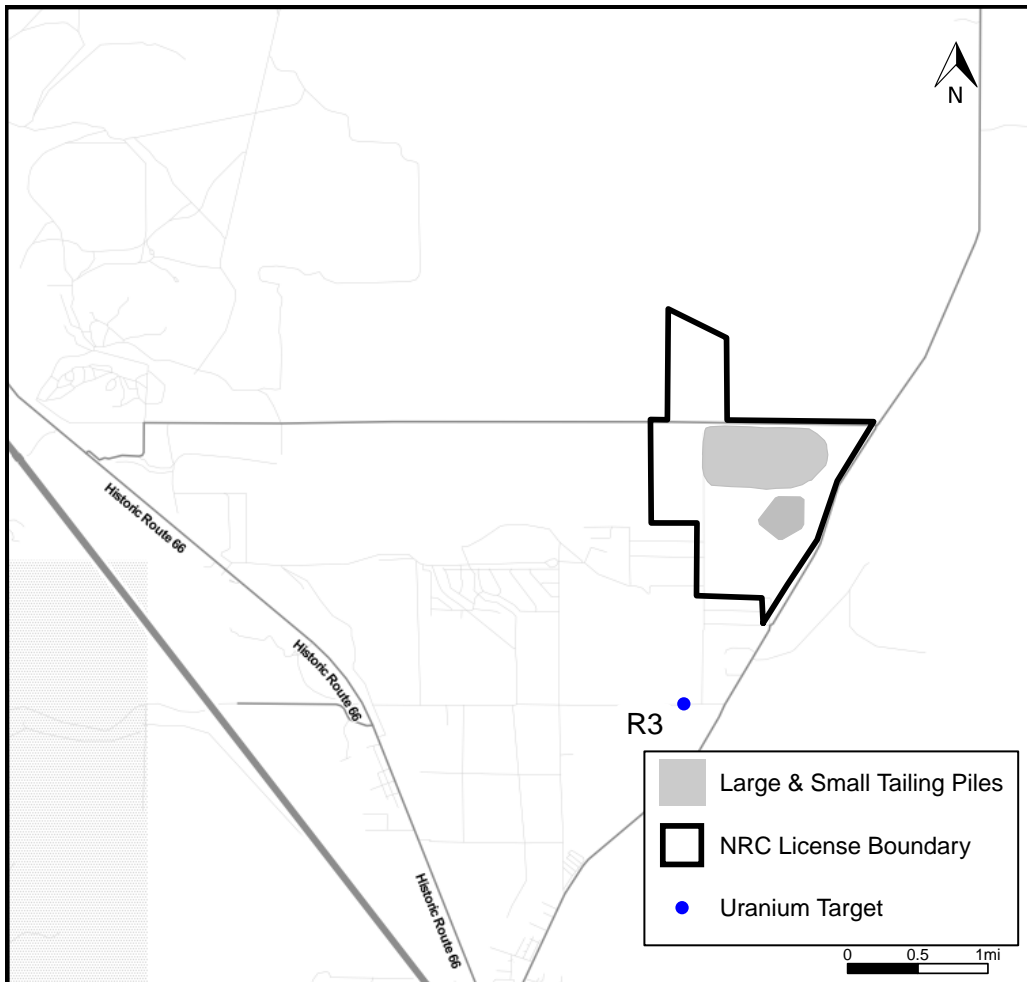 N
Historic Route 66
Historic Route 66
R3
Large & Small Tailing Piles
NRC License Boundary
Uranium Target
Historic Route 66
0 0.5 1mi